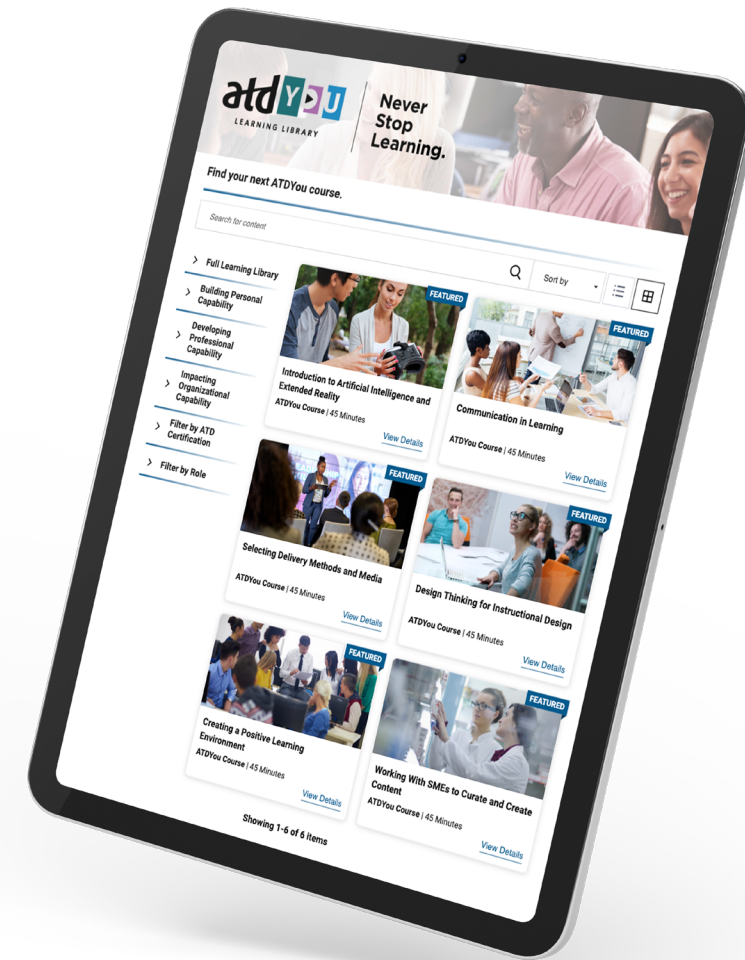 atd YOU
LEARNING LIBRARY
Never
Stop
Learning.
Find your next ATDYou course.
Search for content
Sort by
Full Learning Library
Building Personal
Capability
Developing
Professional
Capability
Impacting
Organizational
Capability
Filter by ATD
Certification
Filter by Role
FEATURED
Introduction to Artificial Intelligence and
Extended Reality
ATDYou Course | 45 Minutes
View Details
FEATURED
Communication in Learning
ATDYou Course | 45 Minutes
View Details
FEATURED
Selecting Delivery Methods and Media
ATDYou Course | 45 Minutes
View Details
FEATURED
Design Thinking for Instructional Design
ATDYou Course | 45 Minutes
View Details
FEATURED
Creating a Positive Learning
Environment
ATDYou Course | 45 Minutes
View Details
FEATURED
Working With SMEs to Curate and Create
Content
ATDYou Course | 45 Minutes
View Details
Showing 1-6 of 6 items